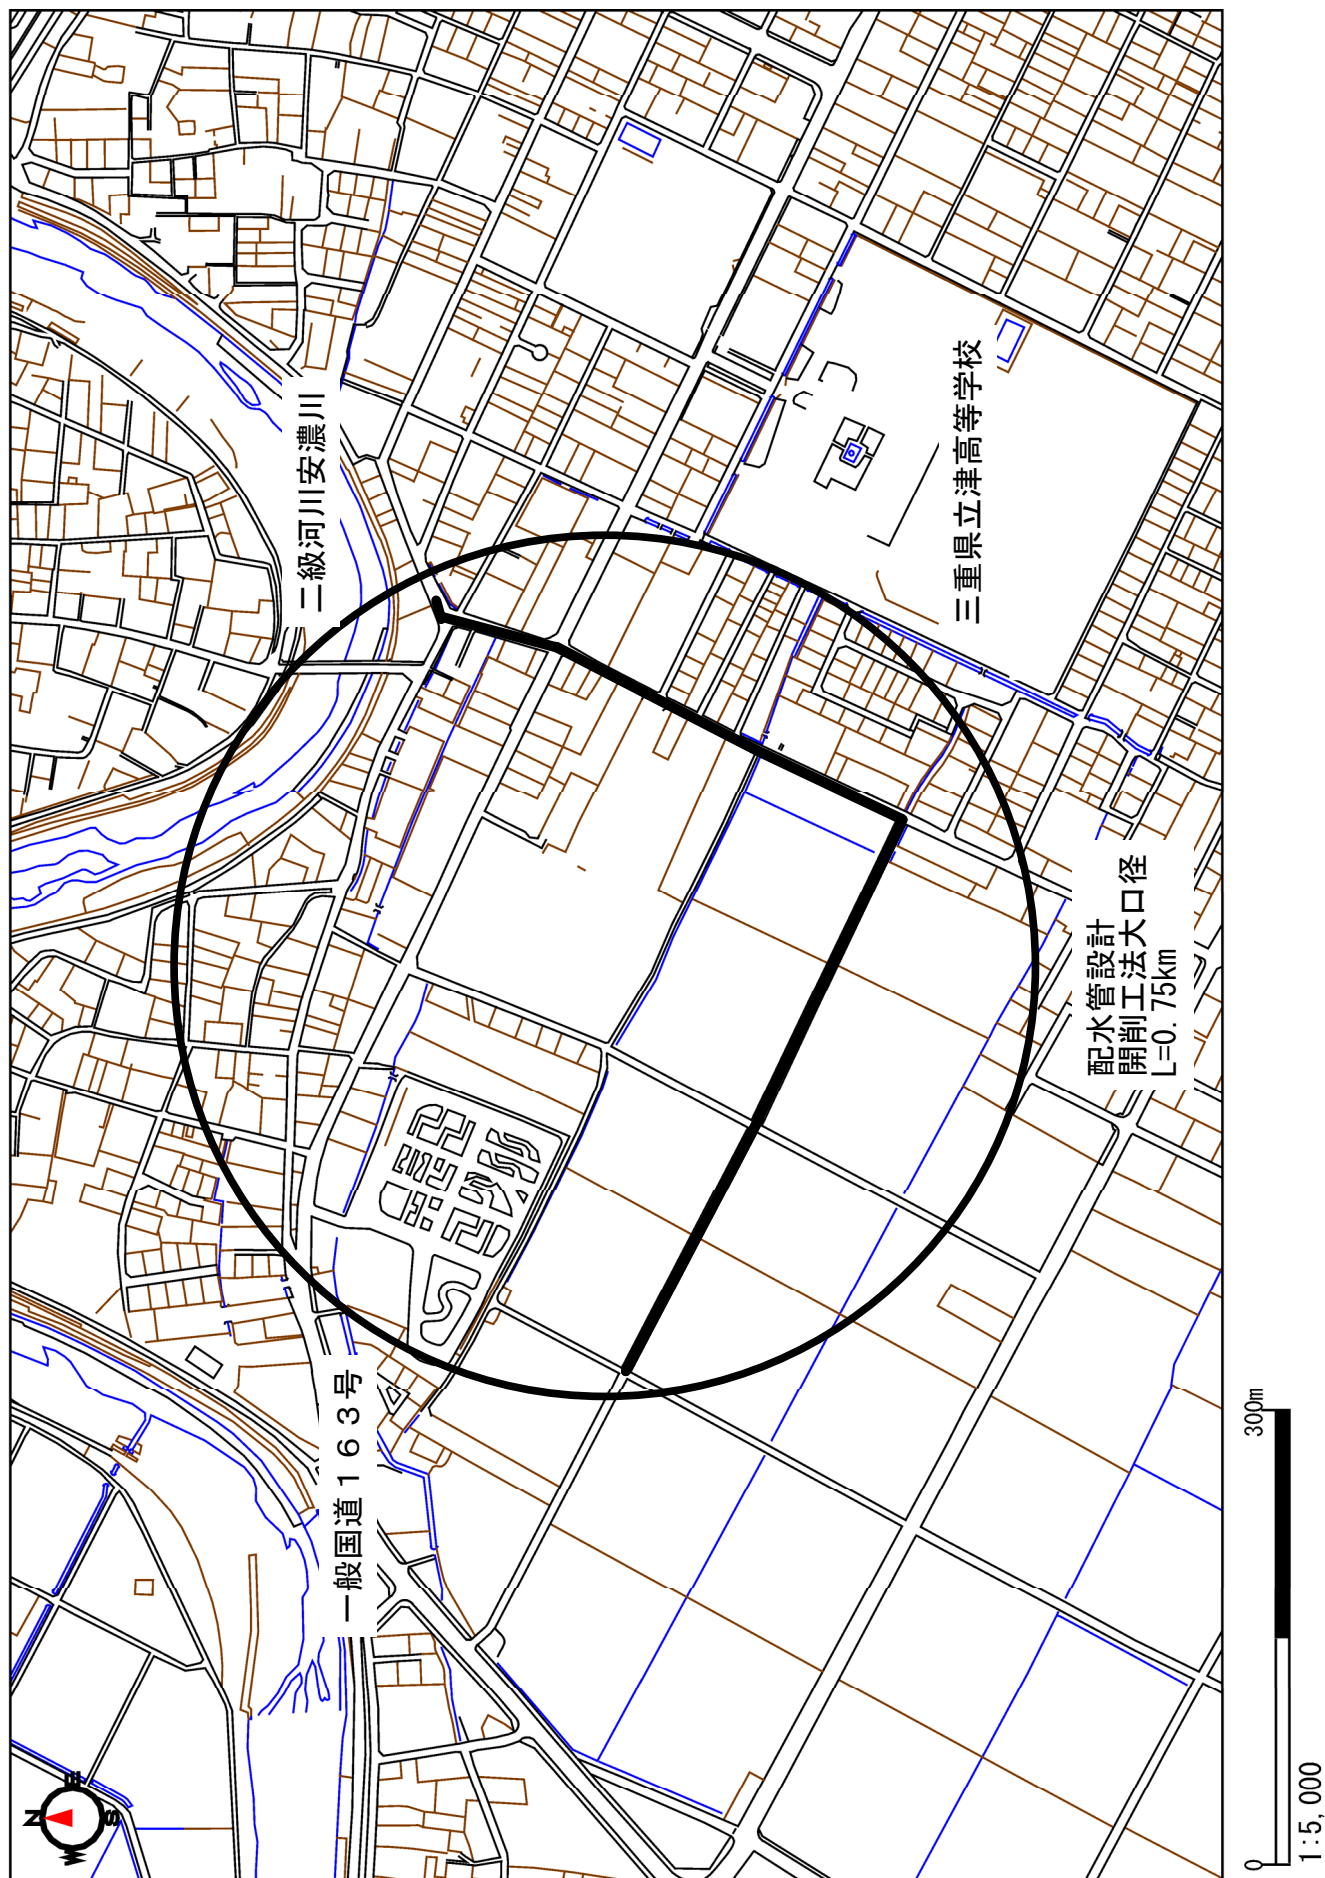 二級河川安濃川
三重県立津高等学校
一般国道163号
配水管設計
開削工法大口径
L=0.75km
N
E
S
W
0
300m
1:5,000